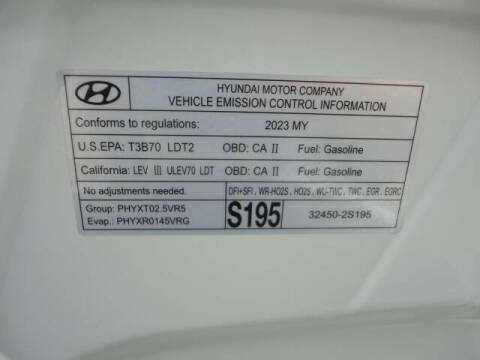 HYUNDAI MOTOR COMPANY
VEHICLE EMISSION CONTROL INFORMATION
Conforms to regulations: 2023 MY
U.S.EPA: T3B70 LDT2 OBD: CA II Fuel: Gasoline
California: LEV III ULEV70 LDT OBD: CA II Fuel: Gasoline
No adjustments needed. DFI+SFI, WR-HO2S, HO2S, WU-TWC, TWC, EGR, EGRC
Group: PHYXT02.5VR5
Evap.: PHYXR0145VRG
S195 32450-2S195